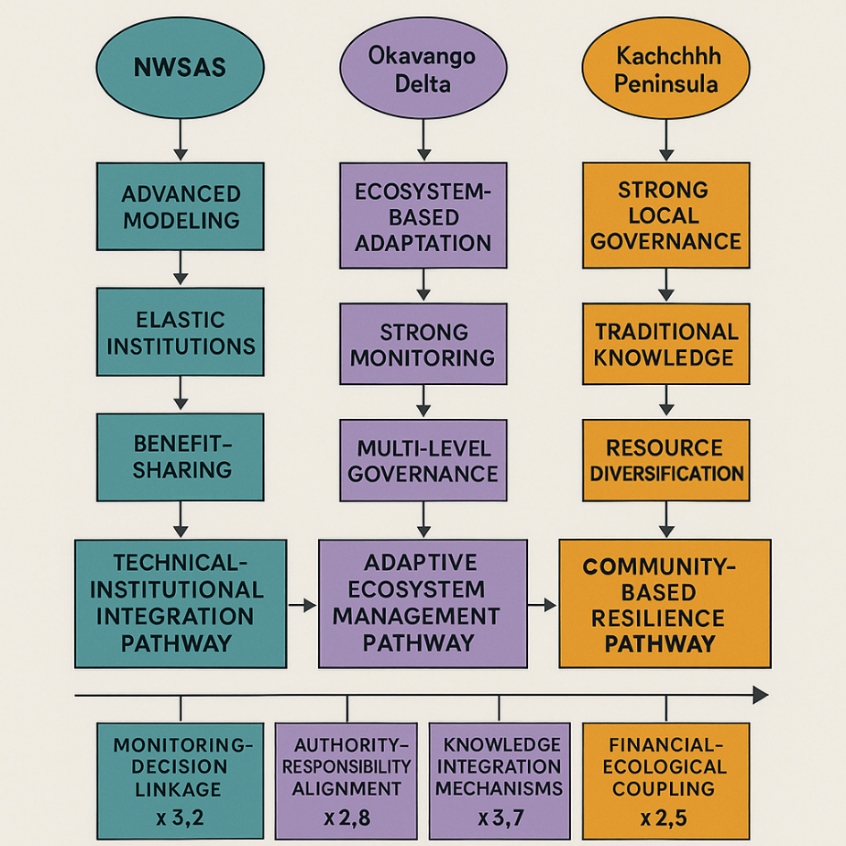 NWSAS
Okavango
Delta
Kachchhh
Peninsula
ADVANCED
MODELING
ECOSYSTEM-
BASED
ADAPTATION
STRONG
LOCAL
GOVERNANCE
ELASTIC
INSTITUTIONS
STRONG
MONITORING
TRADITIONAL
KNOWLEDGE
BENEFIT-
SHARING
MULTI-LEVEL
GOVERNANCE
RESOURCE
DIVERSIFICATION
TECHNICAL-
INSTITUTIONAL
INTEGRATION
PATHWAY
ADAPTIVE
ECOSYSTEM
MANAGEMENT
PATHWAY
COMMUNITY-
BASED
RESILIENCE
PATHWAY
MONITORING-
DECISION
LINKAGE
x 3,2
AUTHORITY-
RESPONSIBILITY
ALIGNMENT
x 2,8
KNOWLEDGE
INTEGRATION
MECHANISMS
x 3,7
FINANCIAL-
ECOLOGICAL
COUPLING
x 2,5